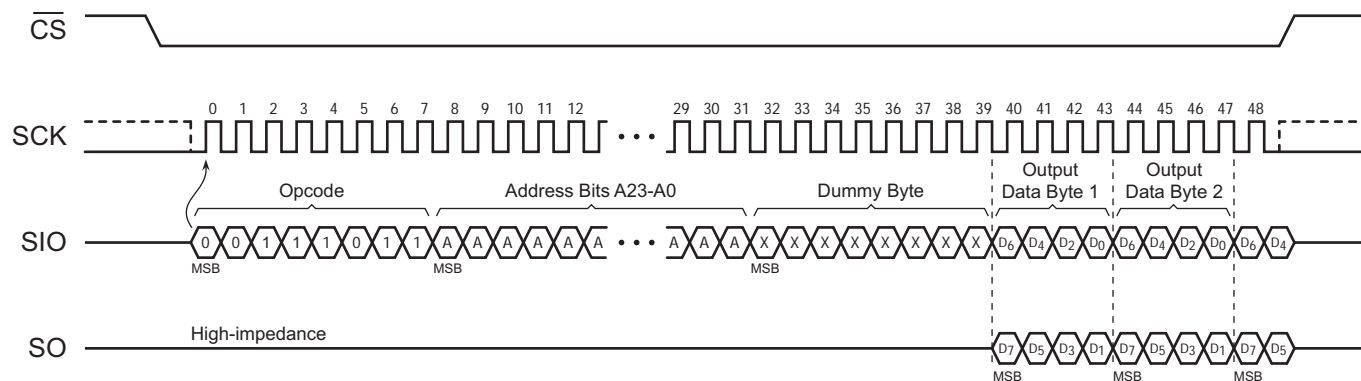 CS
0 1 2 3 4 5 6 7 8 9 10 11 12 29 30 31 32 33 34 35 36 37 38 39 40 41 42 43 44 45 46 47 48
SCK
Opcode Address Bits A23-A0 Dummy Byte Output Data Byte 1 Output Data Byte 2
SIO 0 0 1 1 1 0 1 1 A A A A A A A A A X X X X X X X X D6 D4 D2 D0 D6 D4 D2 D0 D6 D4
MSB MSB MSB
High-impedance
SO D7 D5 D3 D1 D7 D5 D3 D1 D7 D5
MSB MSB MSB